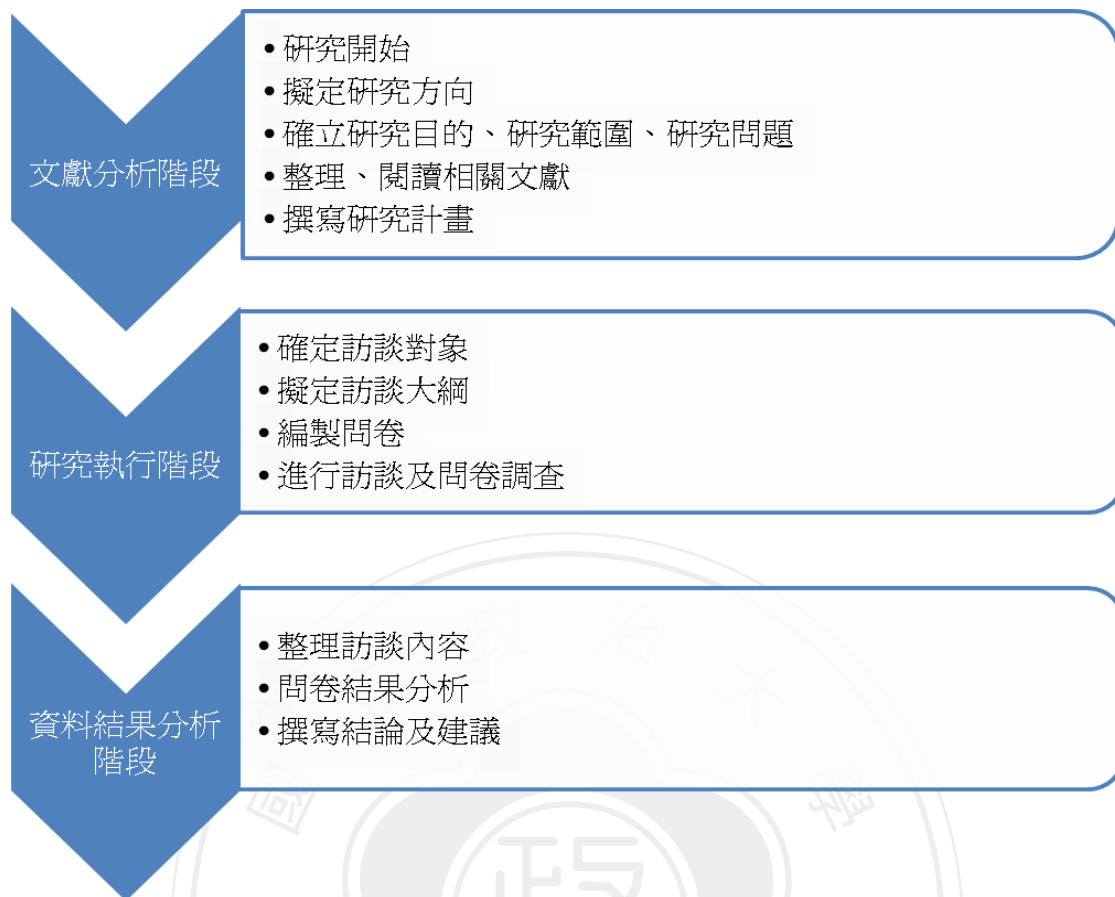 文獻分析階段
•研究開始
•擬定研究方向
•確立研究目的、研究範圍、研究問題
•整理、閱讀相關文獻
•撰寫研究計畫
研究執行階段
•確定訪談對象
•擬定訪談大綱
•編製問卷
•進行訪談及問卷調查
資料結果分析
階段
•整理訪談內容
•問卷結果分析
•撰寫結論及建議
國
政
治
大
學